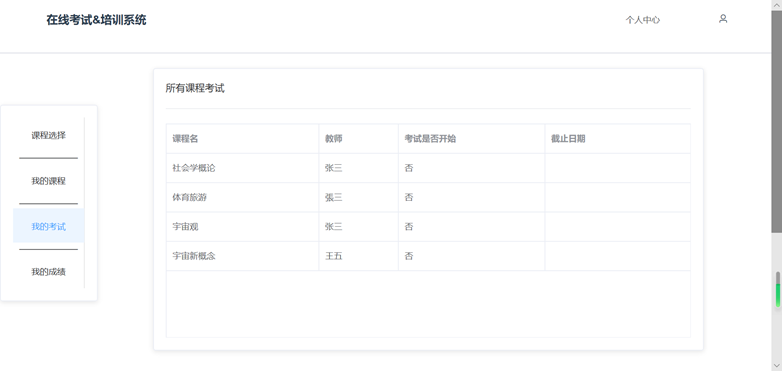 在线考试&培训系统
个人中心
所有课程考试
课程选择
我的课程
我的考试
我的成绩
课程名 教师 考试是否开始 截止日期
社会学概论 张三 否
体育旅游 張三 否
宇宙观 张三 否
宇宙新概念 王五 否